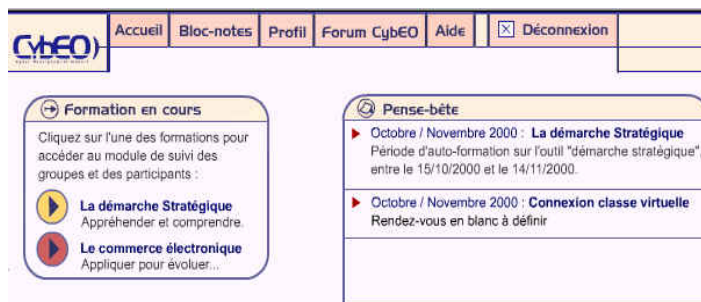 Accueil Bloc-notes Profil Forum CybEO Aide Déconnexion
CybEO
Formation en cours
Cliquez sur l'une des formations pour
accéder au module de suivi des
groupes et des participants :
La démarche Stratégique
Appréhender et comprendre.
Le commerce électronique
Appliquer pour évoluer...
Pense-bête
Octobre / Novembre 2000 : La démarche Stratégique
Période d'auto-formation sur l'outil "démarche stratégique",
entre le 15/10/2000 et le 14/11/2000.
Octobre / Novembre 2000 : Connexion classe virtuelle
Rendez-vous en blanc à définir